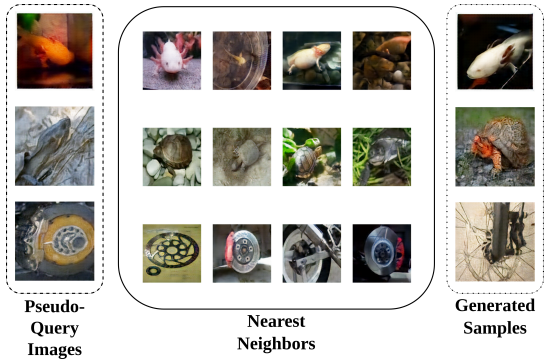 Pseudo-
Query
Images
Nearest
Neighbors
Generated
Samples